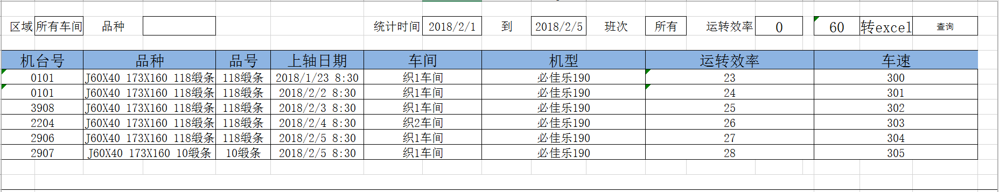 区域 所有车间 品种 统计时间 2018/2/1 到 2018/2/5 班次 所有 运转效率 0 60 转excel 查询
机台号 品种 品号 上轴日期 车间 机型 运转效率 车速
0101 J60X40 173X160 118缎条 118缎条 2018/1/23 8:30 织1车间 必佳乐190 23 300
0101 J60X40 173X160 118缎条 118缎条 2018/2/2 8:30 织1车间 必佳乐190 24 301
3908 J60X40 173X160 118缎条 118缎条 2018/2/3 8:30 织1车间 必佳乐190 25 302
2204 J60X40 173X160 118缎条 118缎条 2018/2/4 8:30 织2车间 必佳乐190 26 303
2906 J60X40 173X160 118缎条 118缎条 2018/2/5 8:30 织1车间 必佳乐190 27 304
2907 J60X40 173X160 10缎条 10缎条 2018/2/5 8:30 织1车间 必佳乐190 28 305